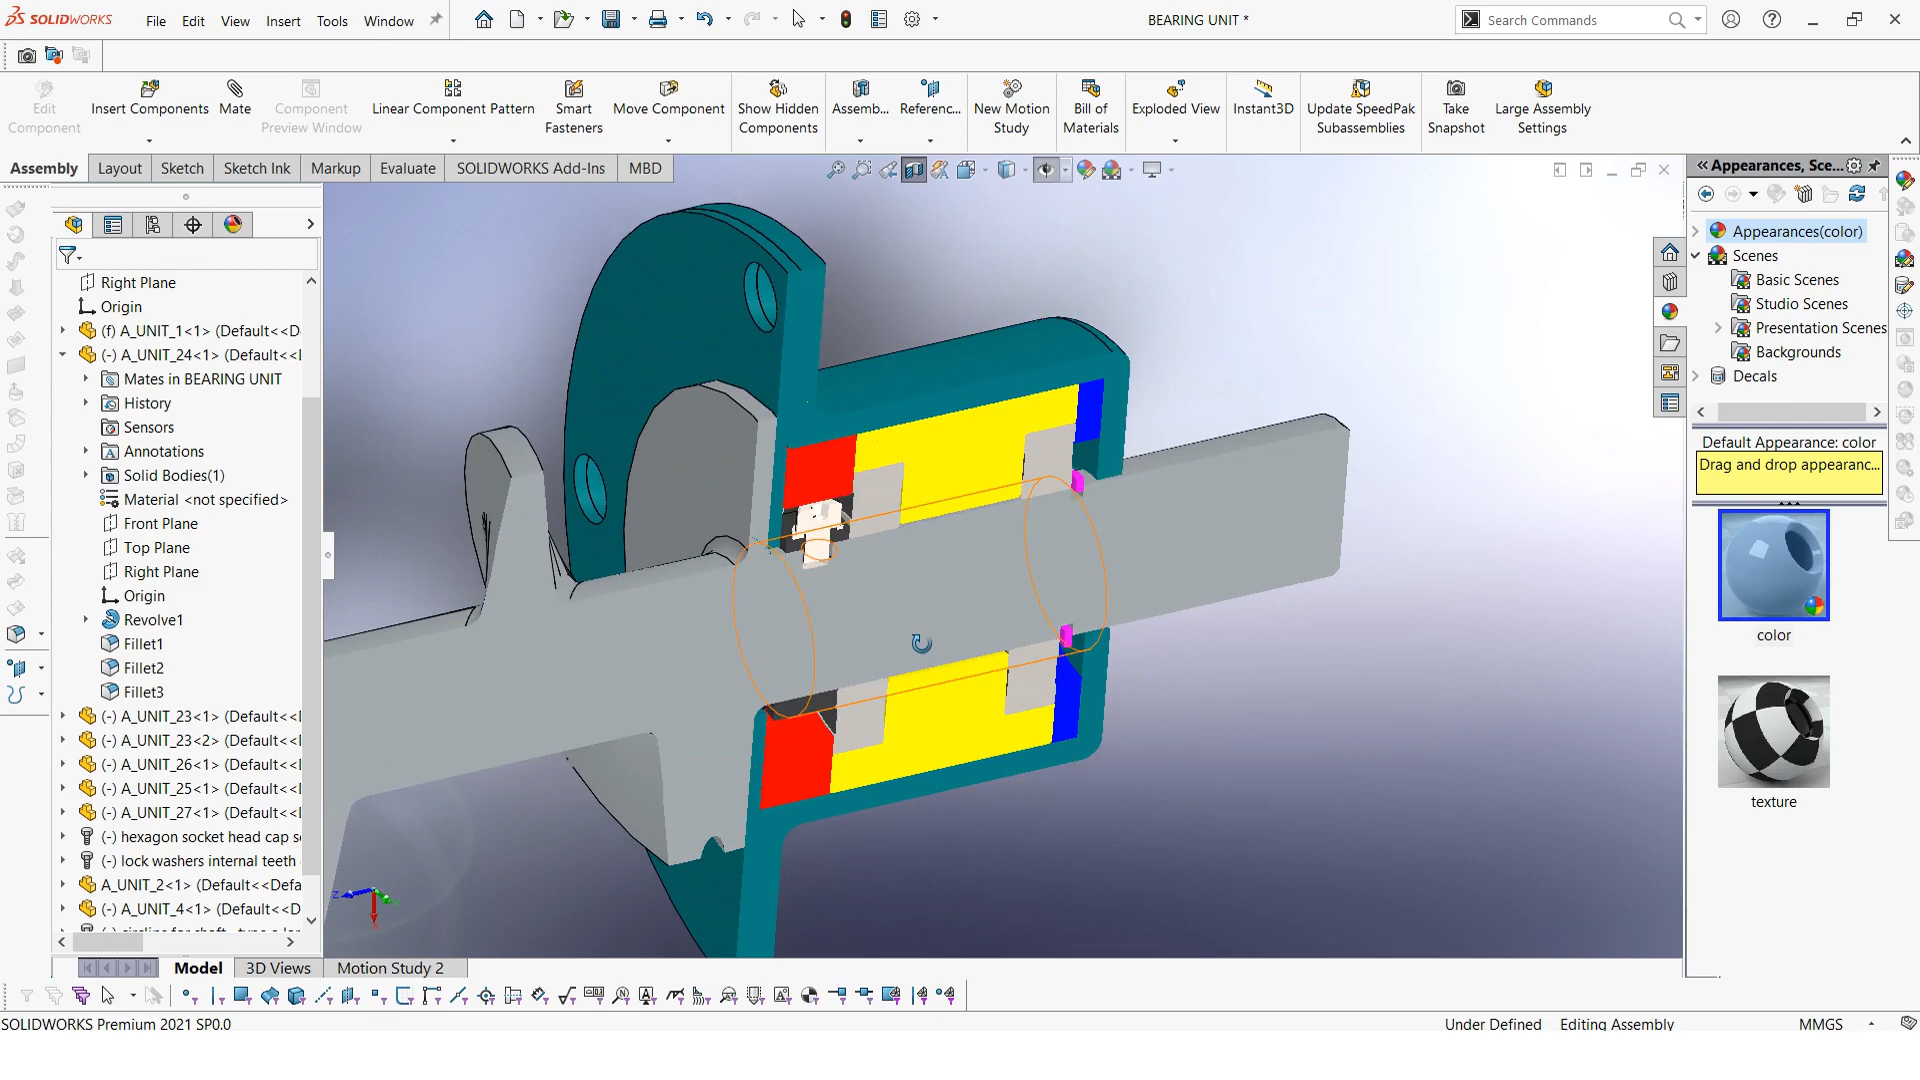 SOLIDWORKS File Edit View Insert Tools Window BEARING UNIT * Search Commands
Edit Component Insert Components Mate Component Preview Window Linear Component Pattern Smart Fasteners Move Component Show Hidden Components Assemb... Referenc... New Motion Study Bill of Materials Exploded View Instant3D Update SpeedPak Subassemblies Take Snapshot Large Assembly Settings
Assembly Layout Sketch Sketch Ink Markup Evaluate SOLIDWORKS Add-Ins MBD
Right Plane
Origin
(f) A_UNIT_1<1> (Default<<D
(-) A_UNIT_24<1> (Default<<
Mates in BEARING UNIT
History
Sensors
Annotations
Solid Bodies(1)
Material <not specified>
Front Plane
Top Plane
Right Plane
Origin
Revolve1
Fillet1
Fillet2
Fillet3
(-) A_UNIT_23<1> (Default<<
(-) A_UNIT_23<2> (Default<<
(-) A_UNIT_26<1> (Default<<
(-) A_UNIT_25<1> (Default<<
(-) A_UNIT_27<1> (Default<<
(-) hexagon socket head cap s
(-) lock washers internal teeth
A_UNIT_2<1> (Default<<Defa
(-) A_UNIT_4<1> (Default<<D
Appearances, Sce...
Appearances(color)
Scenes
Basic Scenes
Studio Scenes
Presentation Scenes
Backgrounds
Decals
Default Appearance: color
Drag and drop appearanc...
color
texture
Model 3D Views Motion Study 2
SOLIDWORKS Premium 2021 SP0.0 Under Defined Editing Assembly MMGS